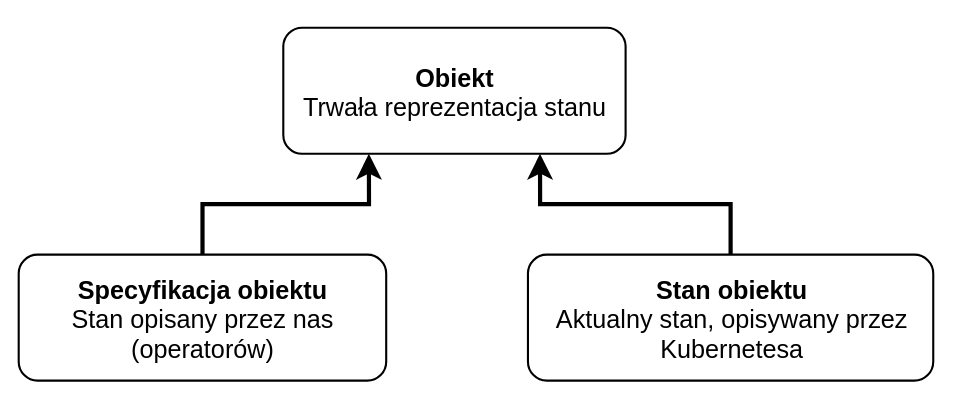 Obiekt
Trwała reprezentacja stanu
Specyfikacja obiektu
Stan opisany przez nas
(operatorów)
Stan obiektu
Aktualny stan, opisywany przez
Kubernetesa